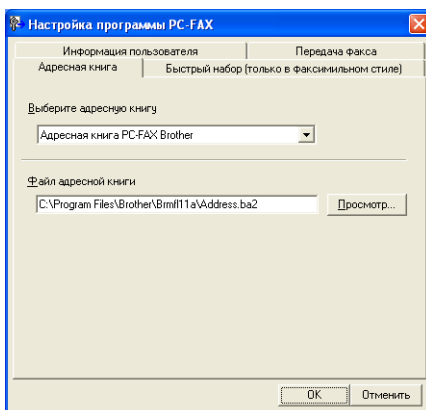 Настройка программы PC-FAX
Информация пользователя
Передача факса
Адресная книга
Быстрый набор (только в факсимильном стиле)
Выберите адресную книгу
Адресная книга PC-FAX Brother
Файл адресной книги
C:\Program Files\Brother\Brmfl11a\Address.ba2
Просмотр...
OK
Отменить